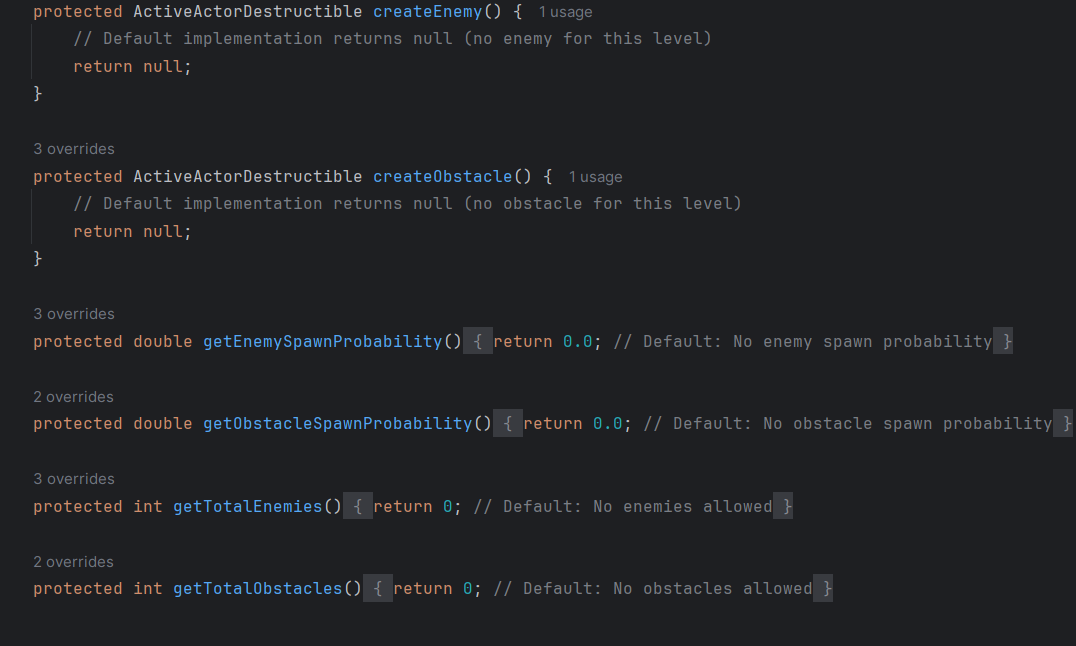 protected ActiveActorDestructible createEnemy() { 1 usage
// Default implementation returns null (no enemy for this level)
return null;
}
3 overrides
protected ActiveActorDestructible createObstacle() { 1 usage
// Default implementation returns null (no obstacle for this level)
return null;
}
3 overrides
protected double getEnemySpawnProbability() { return 0.0; // Default: No enemy spawn probability }
2 overrides
protected double getObstacleSpawnProbability() { return 0.0; // Default: No obstacle spawn probability }
3 overrides
protected int getTotalEnemies() { return 0; // Default: No enemies allowed }
2 overrides
protected int getTotalObstacles() { return 0; // Default: No obstacles allowed }